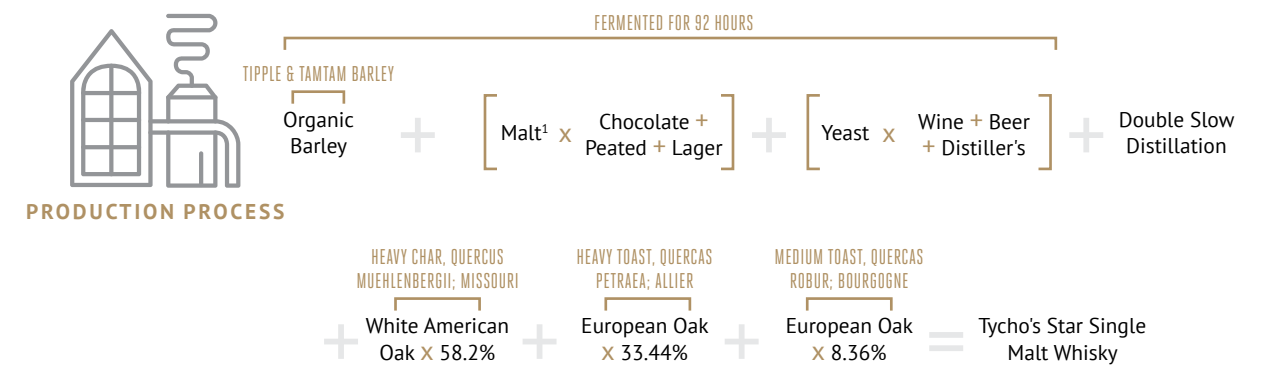 FERMENTED FOR 92 HOURS
TIPPLE & TAMTAM BARLEY
Organic
Barley
+
Malt¹ x Chocolate +
Peated + Lager
+
Yeast x Wine + Beer
+ Distiller's
+
Double Slow
Distillation
PRODUCTION PROCESS
HEAVY CHAR, QUERCUS
MUEHLENBERGII; MISSOURI
+
White American
Oak x 58.2%
HEAVY TOAST, QUERCAS
PETRAEA; ALLIER
+
European Oak
x 33.44%
MEDIUM TOAST, QUERCAS
ROBUR; BOURGOGNE
+
European Oak
x 8.36%
=
Tycho's Star Single
Malt Whisky